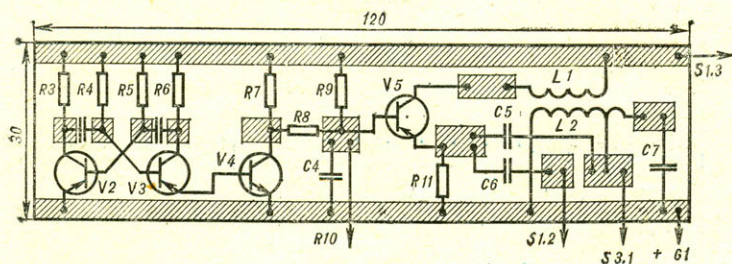 120
30
R3 R4 R5 R6 R7 R9
V5
L1
S1.3
R8
C5
L2
V2 V3 V4
C4
R11
C6
C7
R10
S1.2
S3.1
+ G1